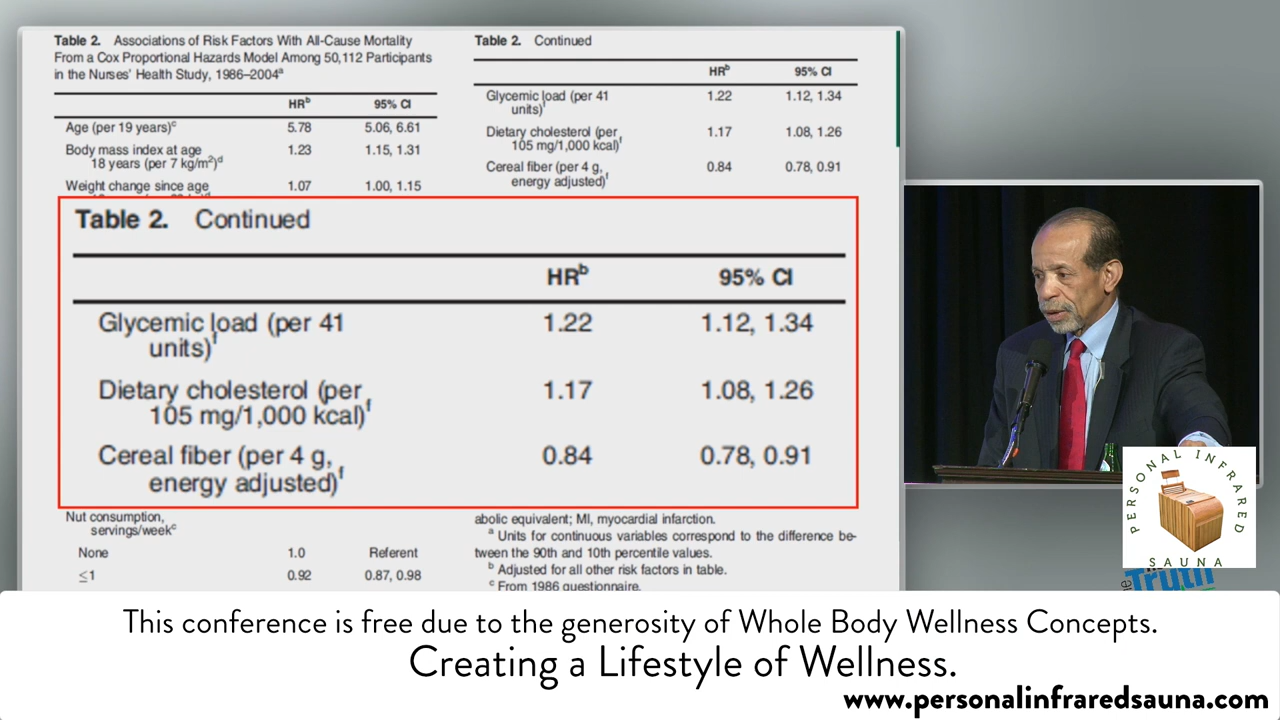 Table 2. Associations of Risk Factors With All-Cause Mortality
From a Cox Proportional Hazards Model Among 50,112 Participants
in the Nurses' Health Study, 1986–2004a
HRb 95% CI
Age (per 19 years)c 5.78 5.06, 6.61
Body mass index at age
18 years (per 7 kg/m2)d 1.23 1.15, 1.31
Weight change since age 1.07 1.00, 1.15
Table 2. Continued
HRb 95% CI
Glycemic load (per 41
units)f 1.22 1.12, 1.34
Dietary cholesterol (per
105 mg/1,000 kcal)f 1.17 1.08, 1.26
Cereal fiber (per 4 g,
energy adjusted)f 0.84 0.78, 0.91
Table 2. Continued
HRb 95% CI
Glycemic load (per 41 1.22 1.12, 1.34
units)f
Dietary cholesterol (per 1.17 1.08, 1.26
105 mg/1,000 kcal)f
Cereal fiber (per 4 g, 0.84 0.78, 0.91
energy adjusted)f
Nut consumption,
servings/weekc
None 1.0 Referent
≤1 0.92 0.87, 0.98
abolic equivalent; MI, myocardial infarction.
a Units for continuous variables correspond to the difference be-
tween the 90th and 10th percentile values.
b Adjusted for all other risk factors in table.
c From 1986 questionnaire.
PERSONAL INFRARED
SAUNA
the Truth
This conference is free due to the generosity of Whole Body Wellness Concepts.
Creating a Lifestyle of Wellness.
www.personalinfraredsauna.com